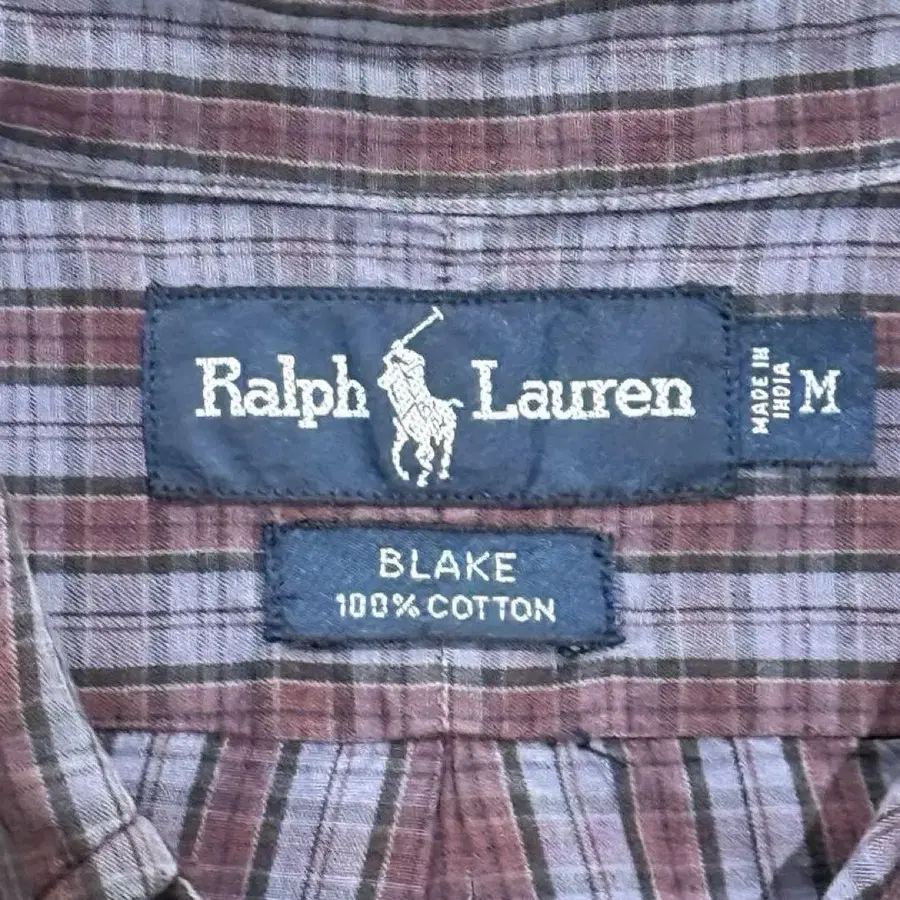 Ralph Lauren
MADE IN
INDIA
M
BLAKE
100% COTTON